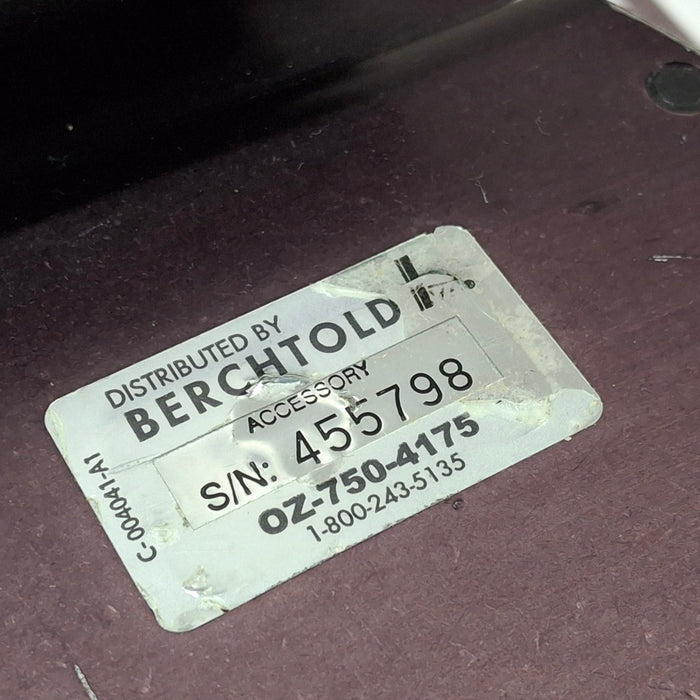 DISTRIBUTED BY
BERCHTOLD
ACCESSORY
S/N: 455798
OZ-750-4175
1-800-243-5135
C-004041-A1